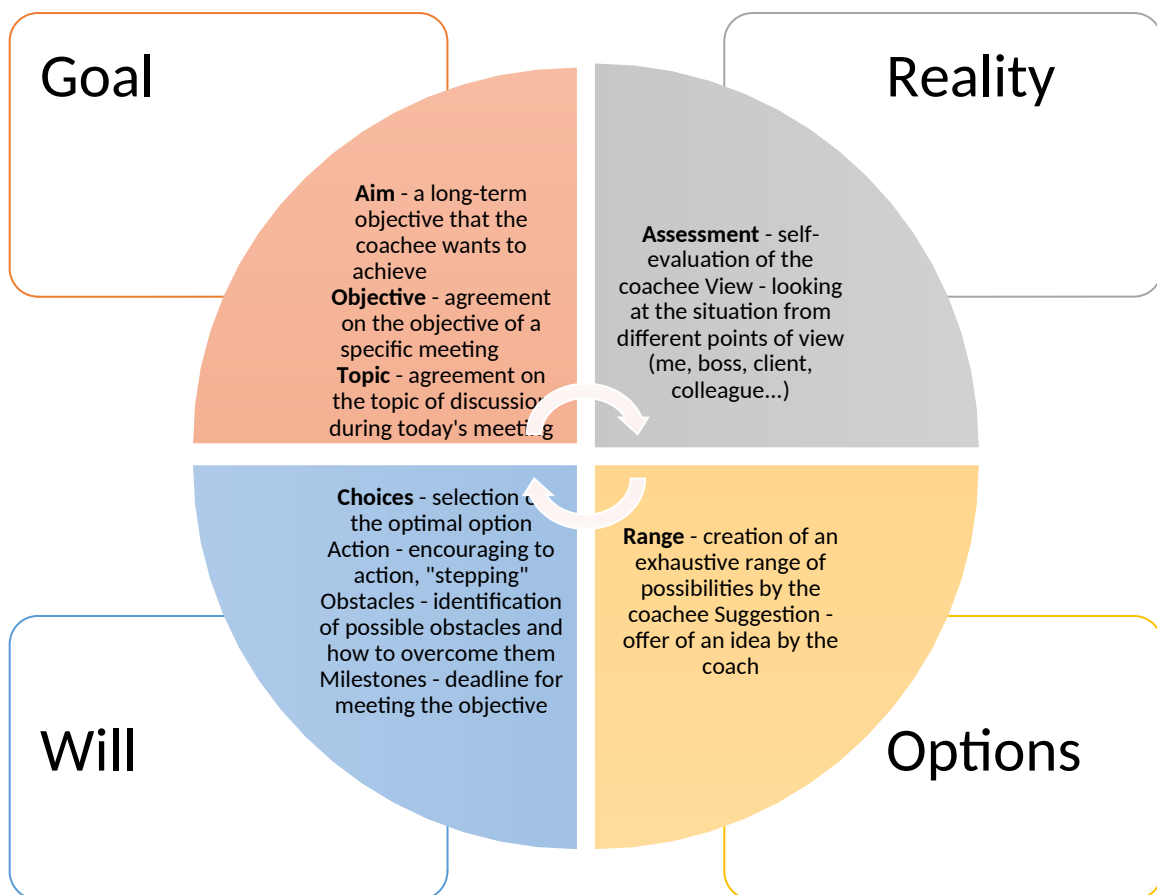 Goal
Aim - a long-term
objective that the
coachee wants to
achieve
Objective - agreement
on the objective of a
specific meeting
Topic - agreement on
the topic of discussion
during today's meeting
Reality
Assessment - self-
evaluation of the
coachee View - looking
at the situation from
different points of view
(me, boss, client,
colleague...)
Will
Choices - selection of
the optimal option
Action - encouraging to
action, "stepping"
Obstacles - identification
of possible obstacles and
how to overcome them
Milestones - deadline for
meeting the objective
Options
Range - creation of an
exhaustive range of
possibilities by the
coachee Suggestion -
offer of an idea by the
coach